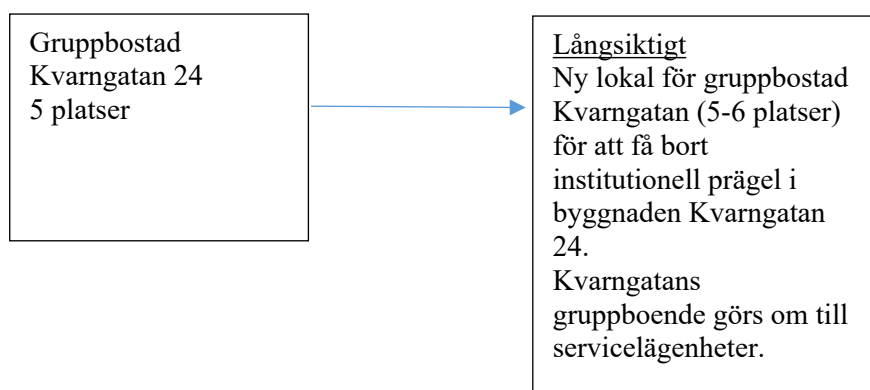 Gruppbostad
Kvarngatan 24
5 platser
Långsiktigt
Ny lokal för gruppbostad
Kvarngatan (5-6 platser)
för att få bort
institutionell prägel i
byggnaden Kvarngatan
24.
Kvarngatans
gruppboende görs om till
servicelägenheter.